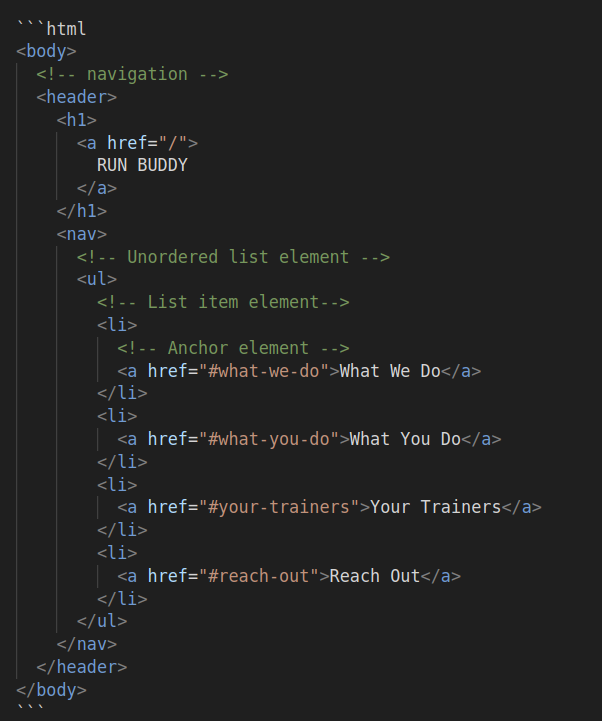 ```html
<body>
  <!-- navigation -->
  <header>
    <h1>
      <a href="/">
        RUN BUDDY
      </a>
    </h1>
    <nav>
      <!-- Unordered list element -->
      <ul>
        <!-- List item element-->
        <li>
          <!-- Anchor element -->
          <a href="#what-we-do">What We Do</a>
        </li>
        <li>
          <a href="#what-you-do">What You Do</a>
        </li>
        <li>
          <a href="#your-trainers">Your Trainers</a>
        </li>
        <li>
          <a href="#reach-out">Reach Out</a>
        </li>
      </ul>
    </nav>
  </header>
</body>
```